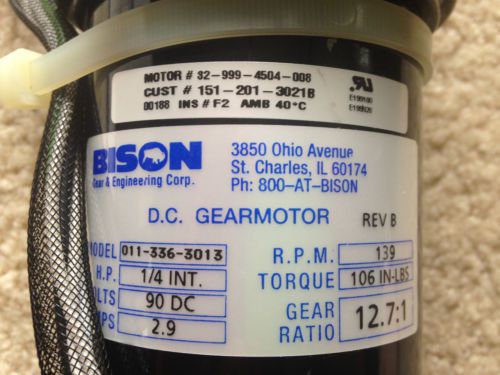 MOTOR # 32-999-4504-008
CUST # 151-201-3021B
00188 INS # F2 AMB 40°C
BISON
Gear & Engineering Corp.
3850 Ohio Avenue
St. Charles, IL 60174
Ph: 800-AT-BISON
D.C. GEARMOTOR REV B
MODEL 011-336-3013
H.P. 1/4 INT.
VOLTS 90 DC
AMPS 2.9
R.P.M. 139
TORQUE 106 IN-LBS
GEAR RATIO 12.7:1